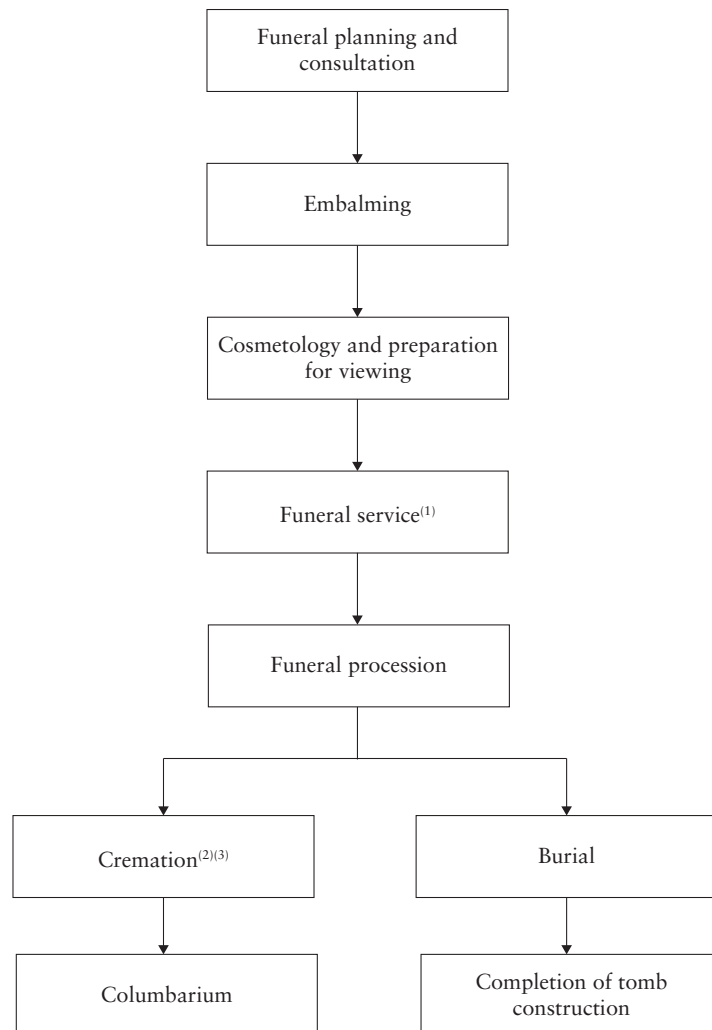 Funeral planning and
consultation
Embalming
Cosmetology and preparation
for viewing
Funeral service(1)
Funeral procession
Cremation(2)(3)
Burial
Columbarium
Completion of tomb
construction